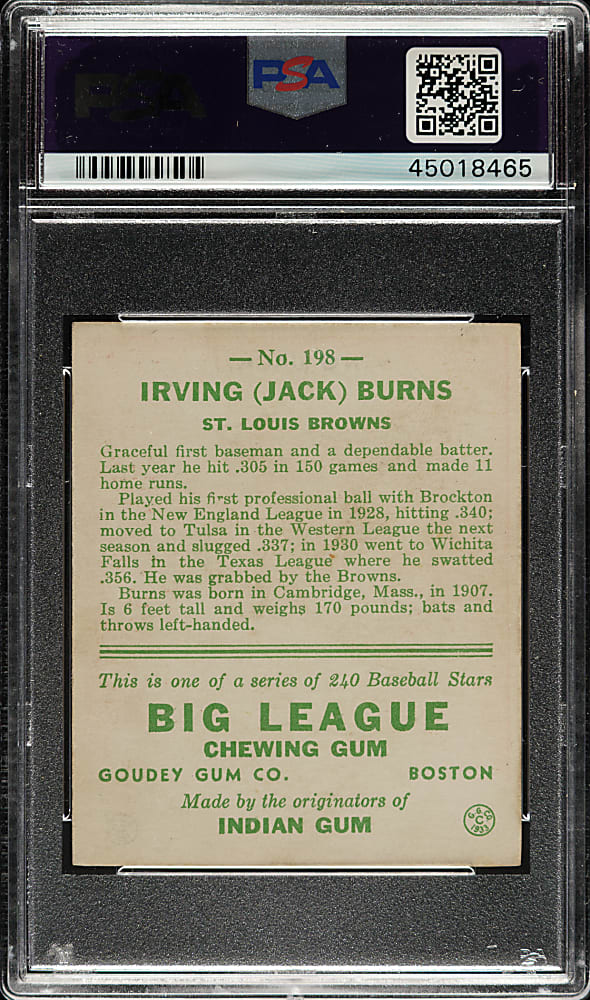 PSA
45018465
— No. 198 —
IRVING (JACK) BURNS
ST. LOUIS BROWNS
Graceful first baseman and a dependable batter.
Last year he hit .305 in 150 games and made 11
home runs.
Played his first professional ball with Brockton
in the New England League in 1928, hitting .340;
moved to Tulsa in the Western League the next
season and slugged .337; in 1930 went to Wichita
Falls in the Texas League where he swatted
.356. He was grabbed by the Browns.
Burns was born in Cambridge, Mass., in 1907.
Is 6 feet tall and weighs 170 pounds; bats and
throws left-handed.
This is one of a series of 240 Baseball Stars
BIG LEAGUE
CHEWING GUM
GOUDEY GUM CO. BOSTON
Made by the originators of
INDIAN GUM
G. G. CO.
C
1933
PSA